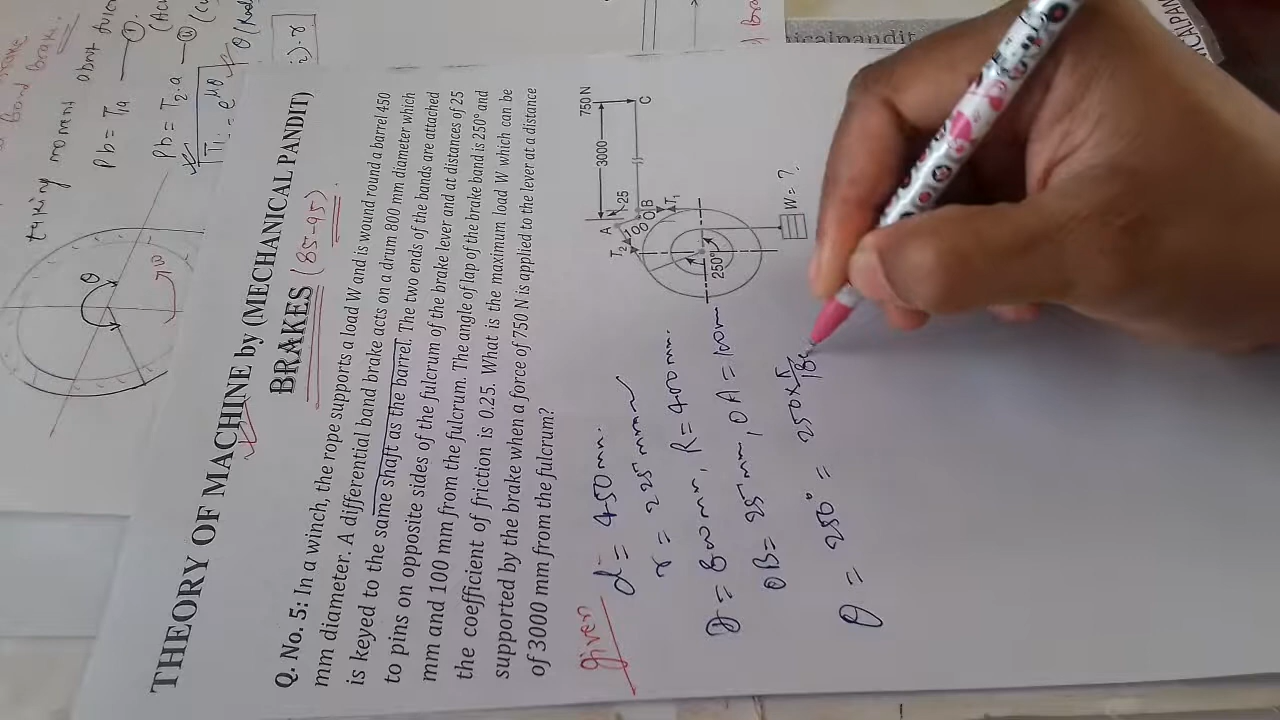 taking moment about fulcr
Pb = T1a — ①
Pb = T2.a — ②
T1 = e^μθ
θ
THEORY OF MACHINE by (MECHANICAL PANDIT)
BRAKES (85-95)
Q. No. 5: In a winch, the rope supports a load W and is wound round a barrel 450
mm diameter. A differential band brake acts on a drum 800 mm diameter which
is keyed to the same shaft as the barrel. The two ends of the bands are attached
to pins on opposite sides of the fulcrum of the brake lever and at distances of 25
mm and 100 mm from the fulcrum. The angle of lap of the brake band is 250° and
the coefficient of friction is 0.25. What is the maximum load W which can be
supported by the brake when a force of 750 N is applied to the lever at a distance
of 3000 mm from the fulcrum?
750 N
3000
C
25
A
B
O
T2
T1
250°
W = ?
given
d = 450 mm.
r = 225 mm
D = 800 mm, R = 400 mm.
OB = 25 mm, OA = 100 m
θ = 250° = 250 × π/180